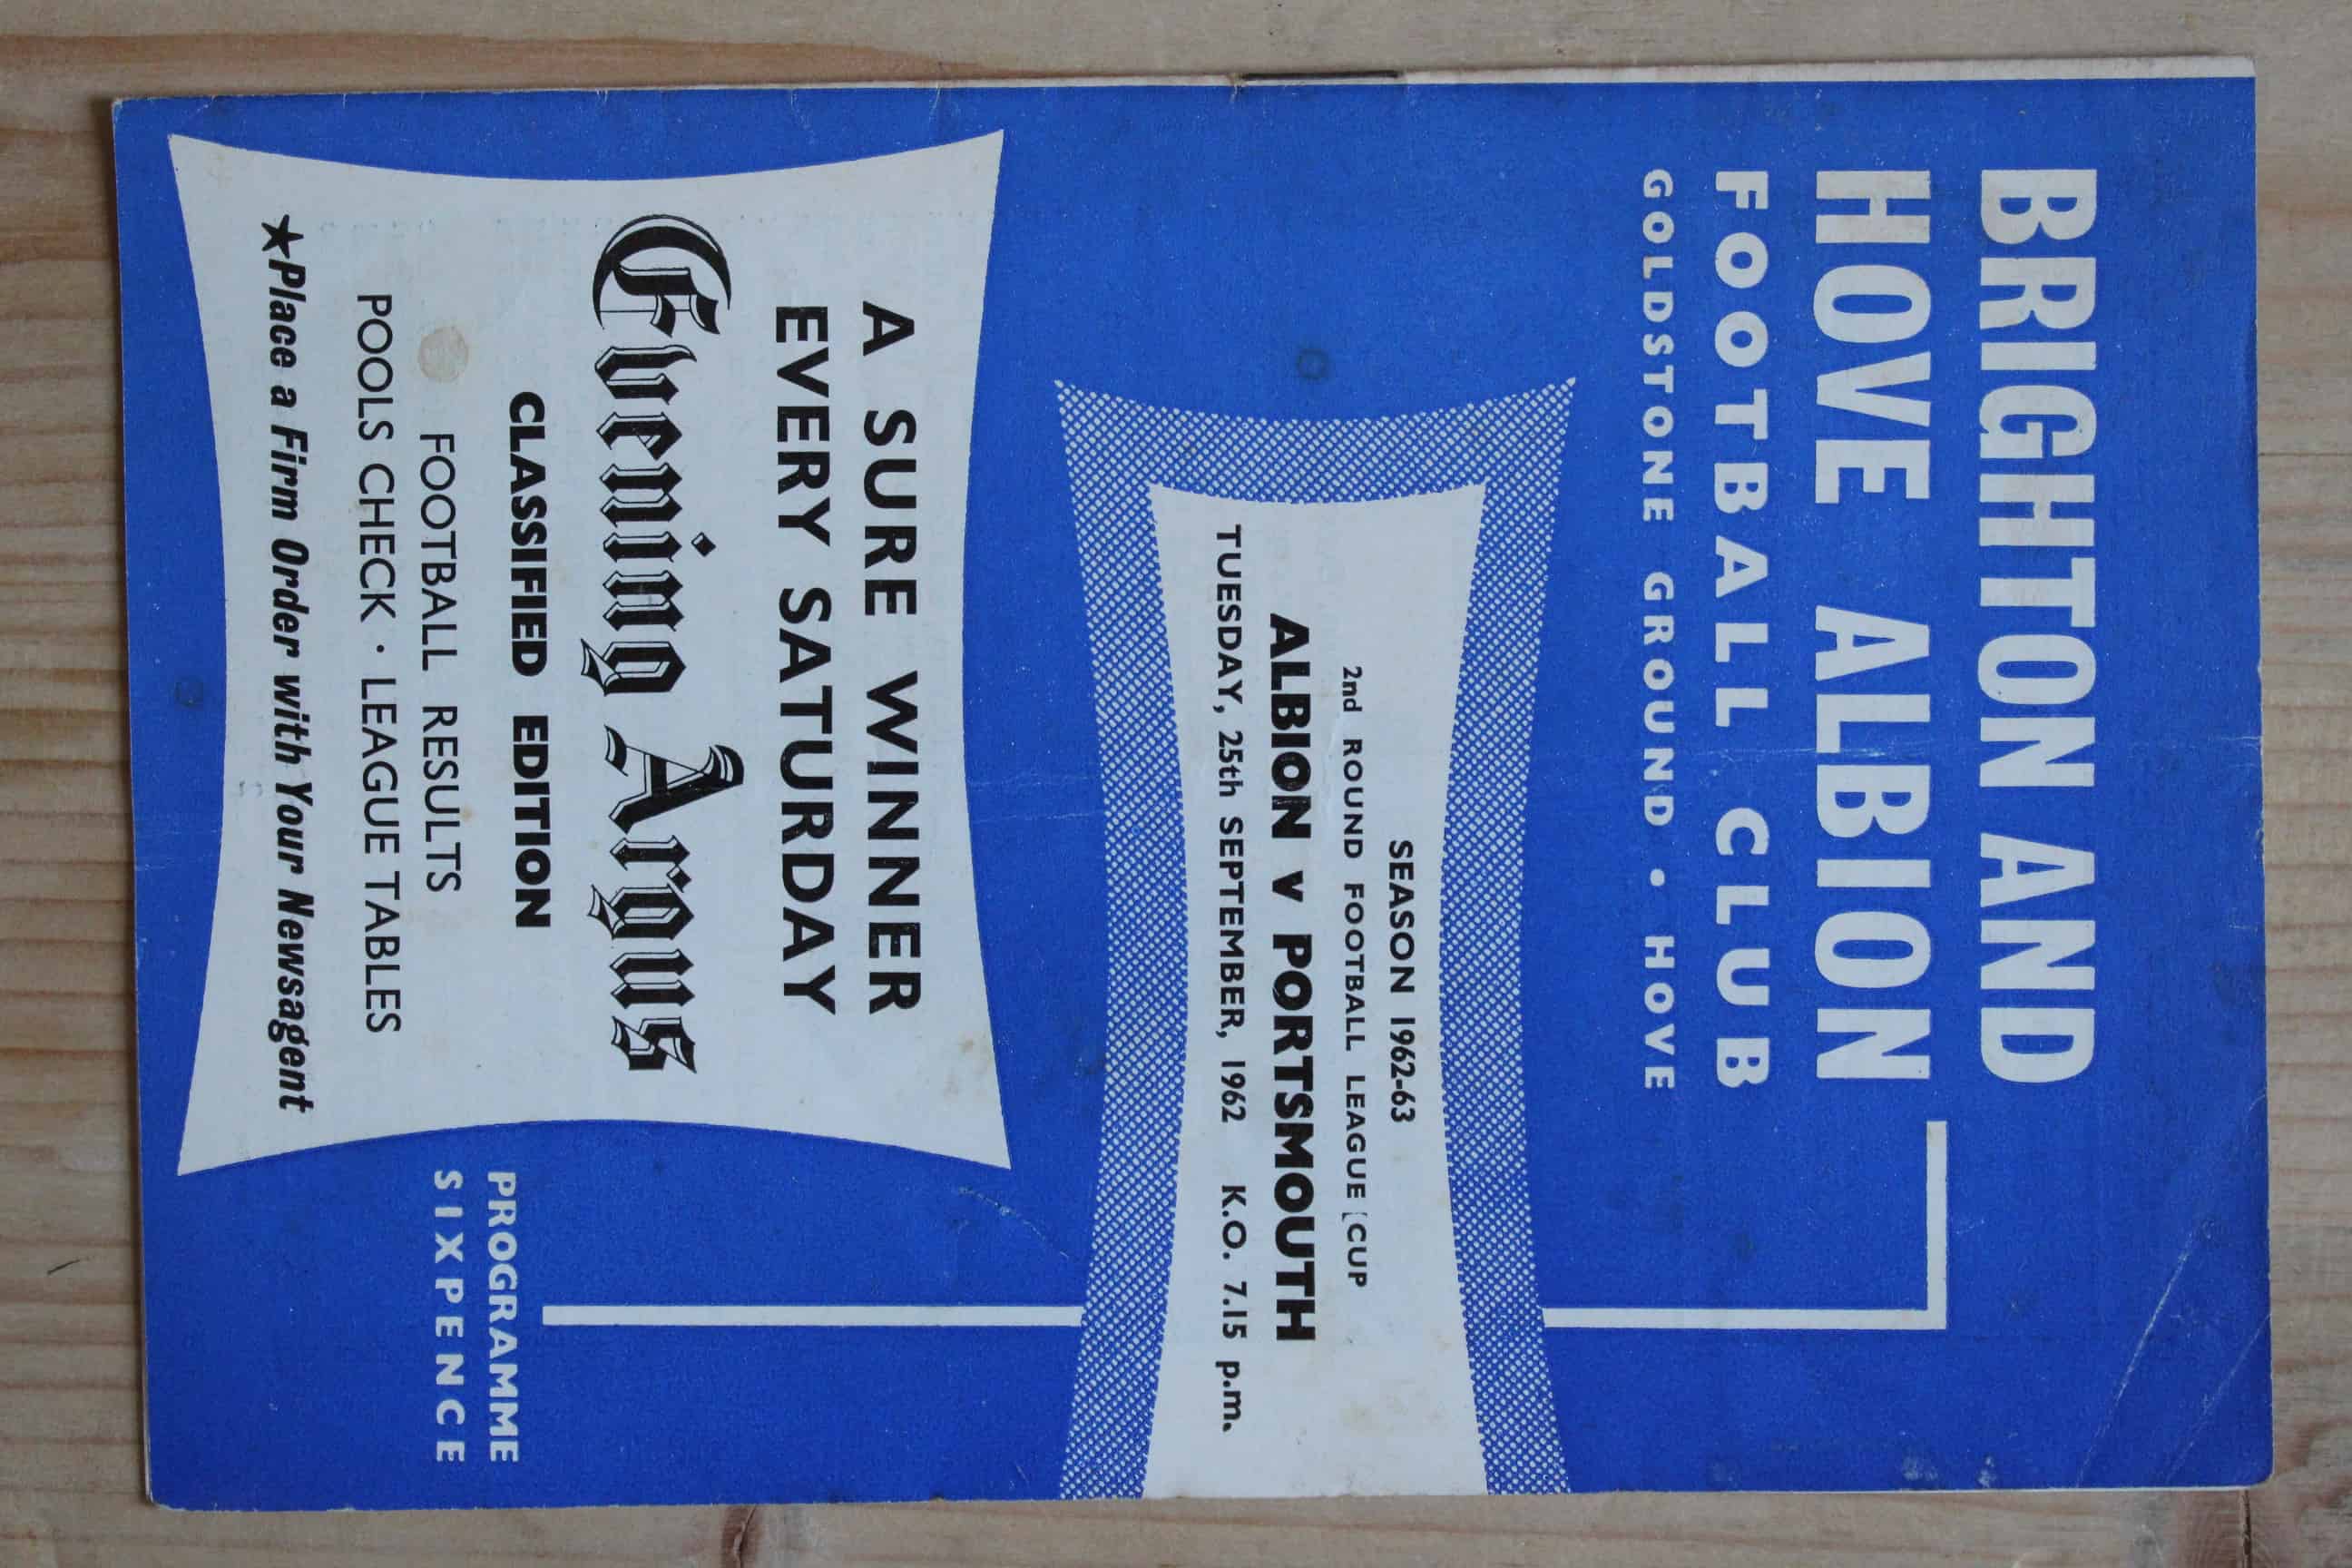 BRIGHTON AND
HOVE ALBION
FOOTBALL CLUB
GOLDSTONE GROUND • HOVE
SEASON 1962-63
2nd ROUND FOOTBALL LEAGUE [CUP
ALBION v PORTSMOUTH
TUESDAY, 25th SEPTEMBER, 1962 K.O. 7.15 p.m.
A SURE WINNER
EVERY SATURDAY
Evening Argus
CLASSIFIED EDITION
FOOTBALL RESULTS
POOLS CHECK · LEAGUE TABLES
★Place a Firm Order with Your Newsagent
PROGRAMME
SIXPENCE